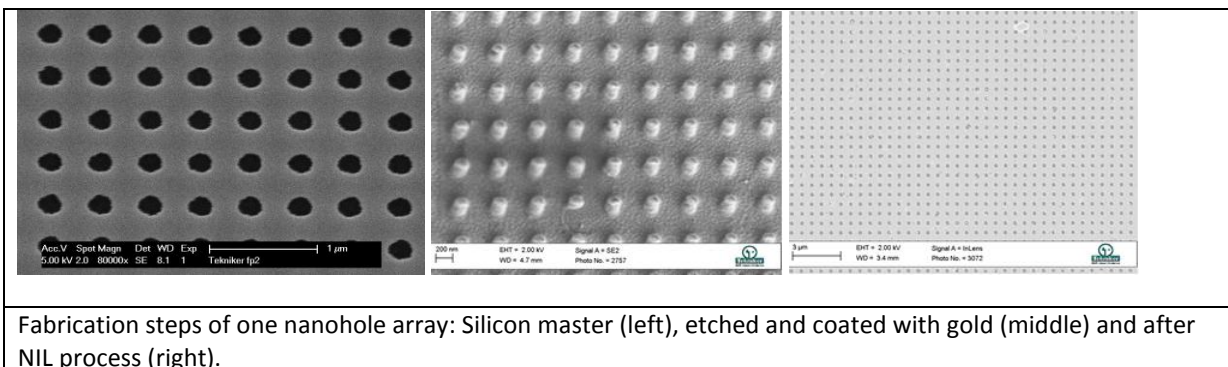 Acc.V Spot Magn Det WD Exp 1 µm
5.00 kV 2.0 80000x SE 8.1 1 Tekniker fp2
200 nm EHT = 2.00 kV Signal A = SE2
WD = 4.7 mm Photo No. = 2757
Tekniker
3 µm EHT = 2.00 kV Signal A = InLens
WD = 3.4 mm Photo No. = 3072
Tekniker
Fabrication steps of one nanohole array: Silicon master (left), etched and coated with gold (middle) and after
NIL process (right).